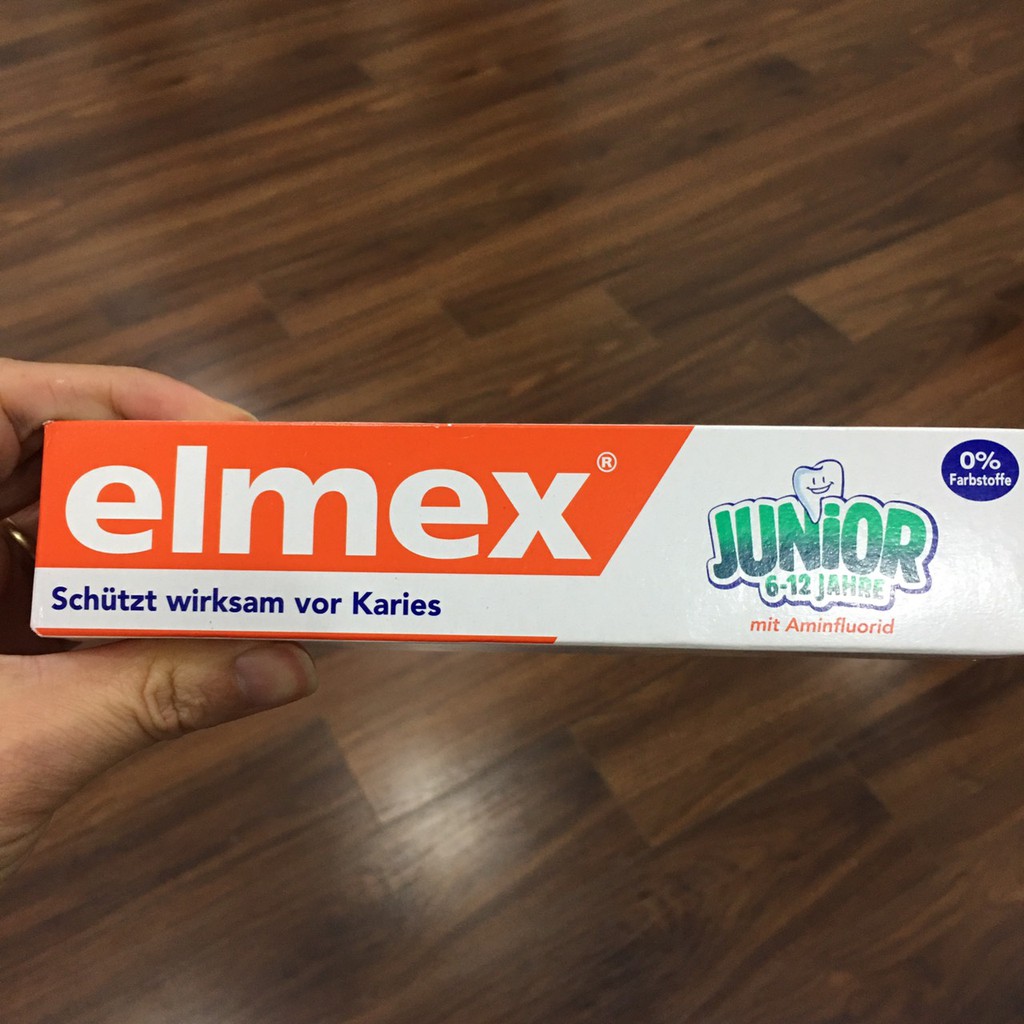 elmex®
Schützt wirksam vor Karies
JUNiOR
6-12 JAHRE
mit Aminfluorid
0%
Farbstoffe